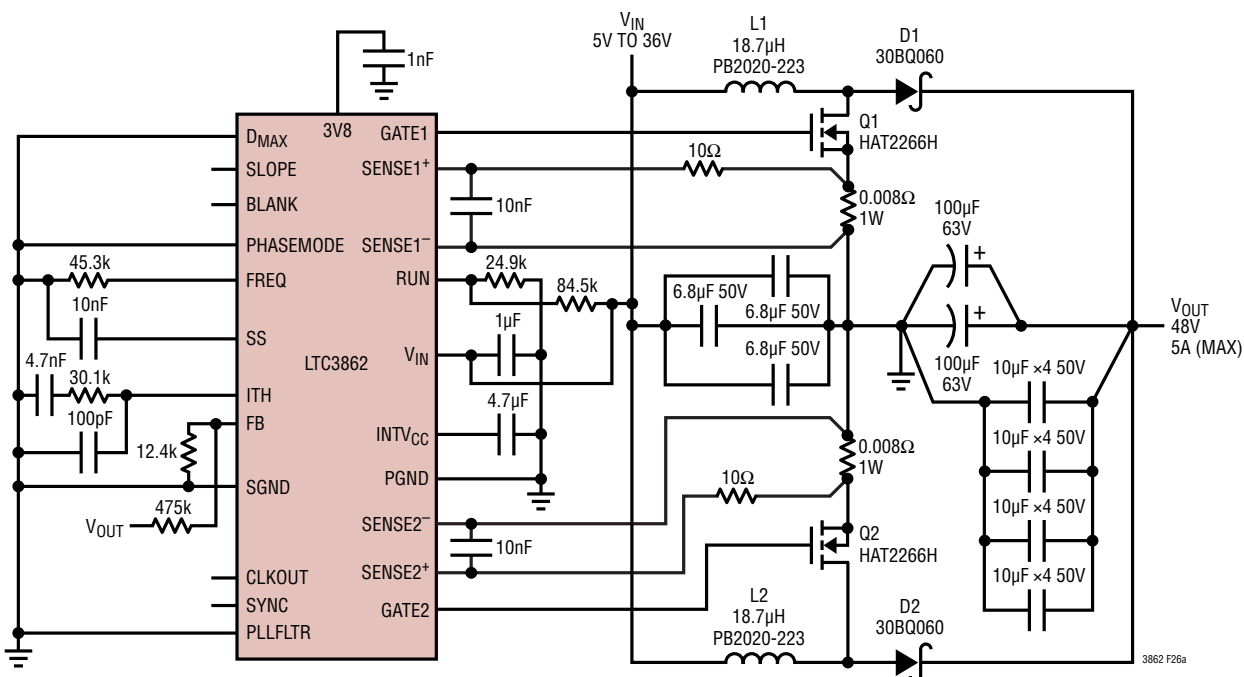 1nF
3V8
DMAX
SLOPE
BLANK
PHASEMODE
FREQ
SS
ITH
FB
SGND
CLKOUT
SYNC
PLLFLTR
LTC3862
GATE1
SENSE1+
SENSE1–
RUN
VIN
INTVCC
PGND
SENSE2–
SENSE2+
GATE2
45.3k
10nF
4.7nF
30.1k
100pF
12.4k
475k
VOUT
10nF
24.9k
84.5k
1µF
4.7µF
10nF
10Ω
10Ω
VIN
5V TO 36V
L1
18.7µH
PB2020-223
D1
30BQ060
Q1
HAT2266H
0.008Ω
1W
6.8µF 50V
6.8µF 50V
6.8µF 50V
100µF
63V
+
+
100µF
63V
VOUT
48V
5A (MAX)
10µF ×4 50V
10µF ×4 50V
10µF ×4 50V
10µF ×4 50V
0.008Ω
1W
Q2
HAT2266H
L2
18.7µH
PB2020-223
D2
30BQ060
3862 F26a